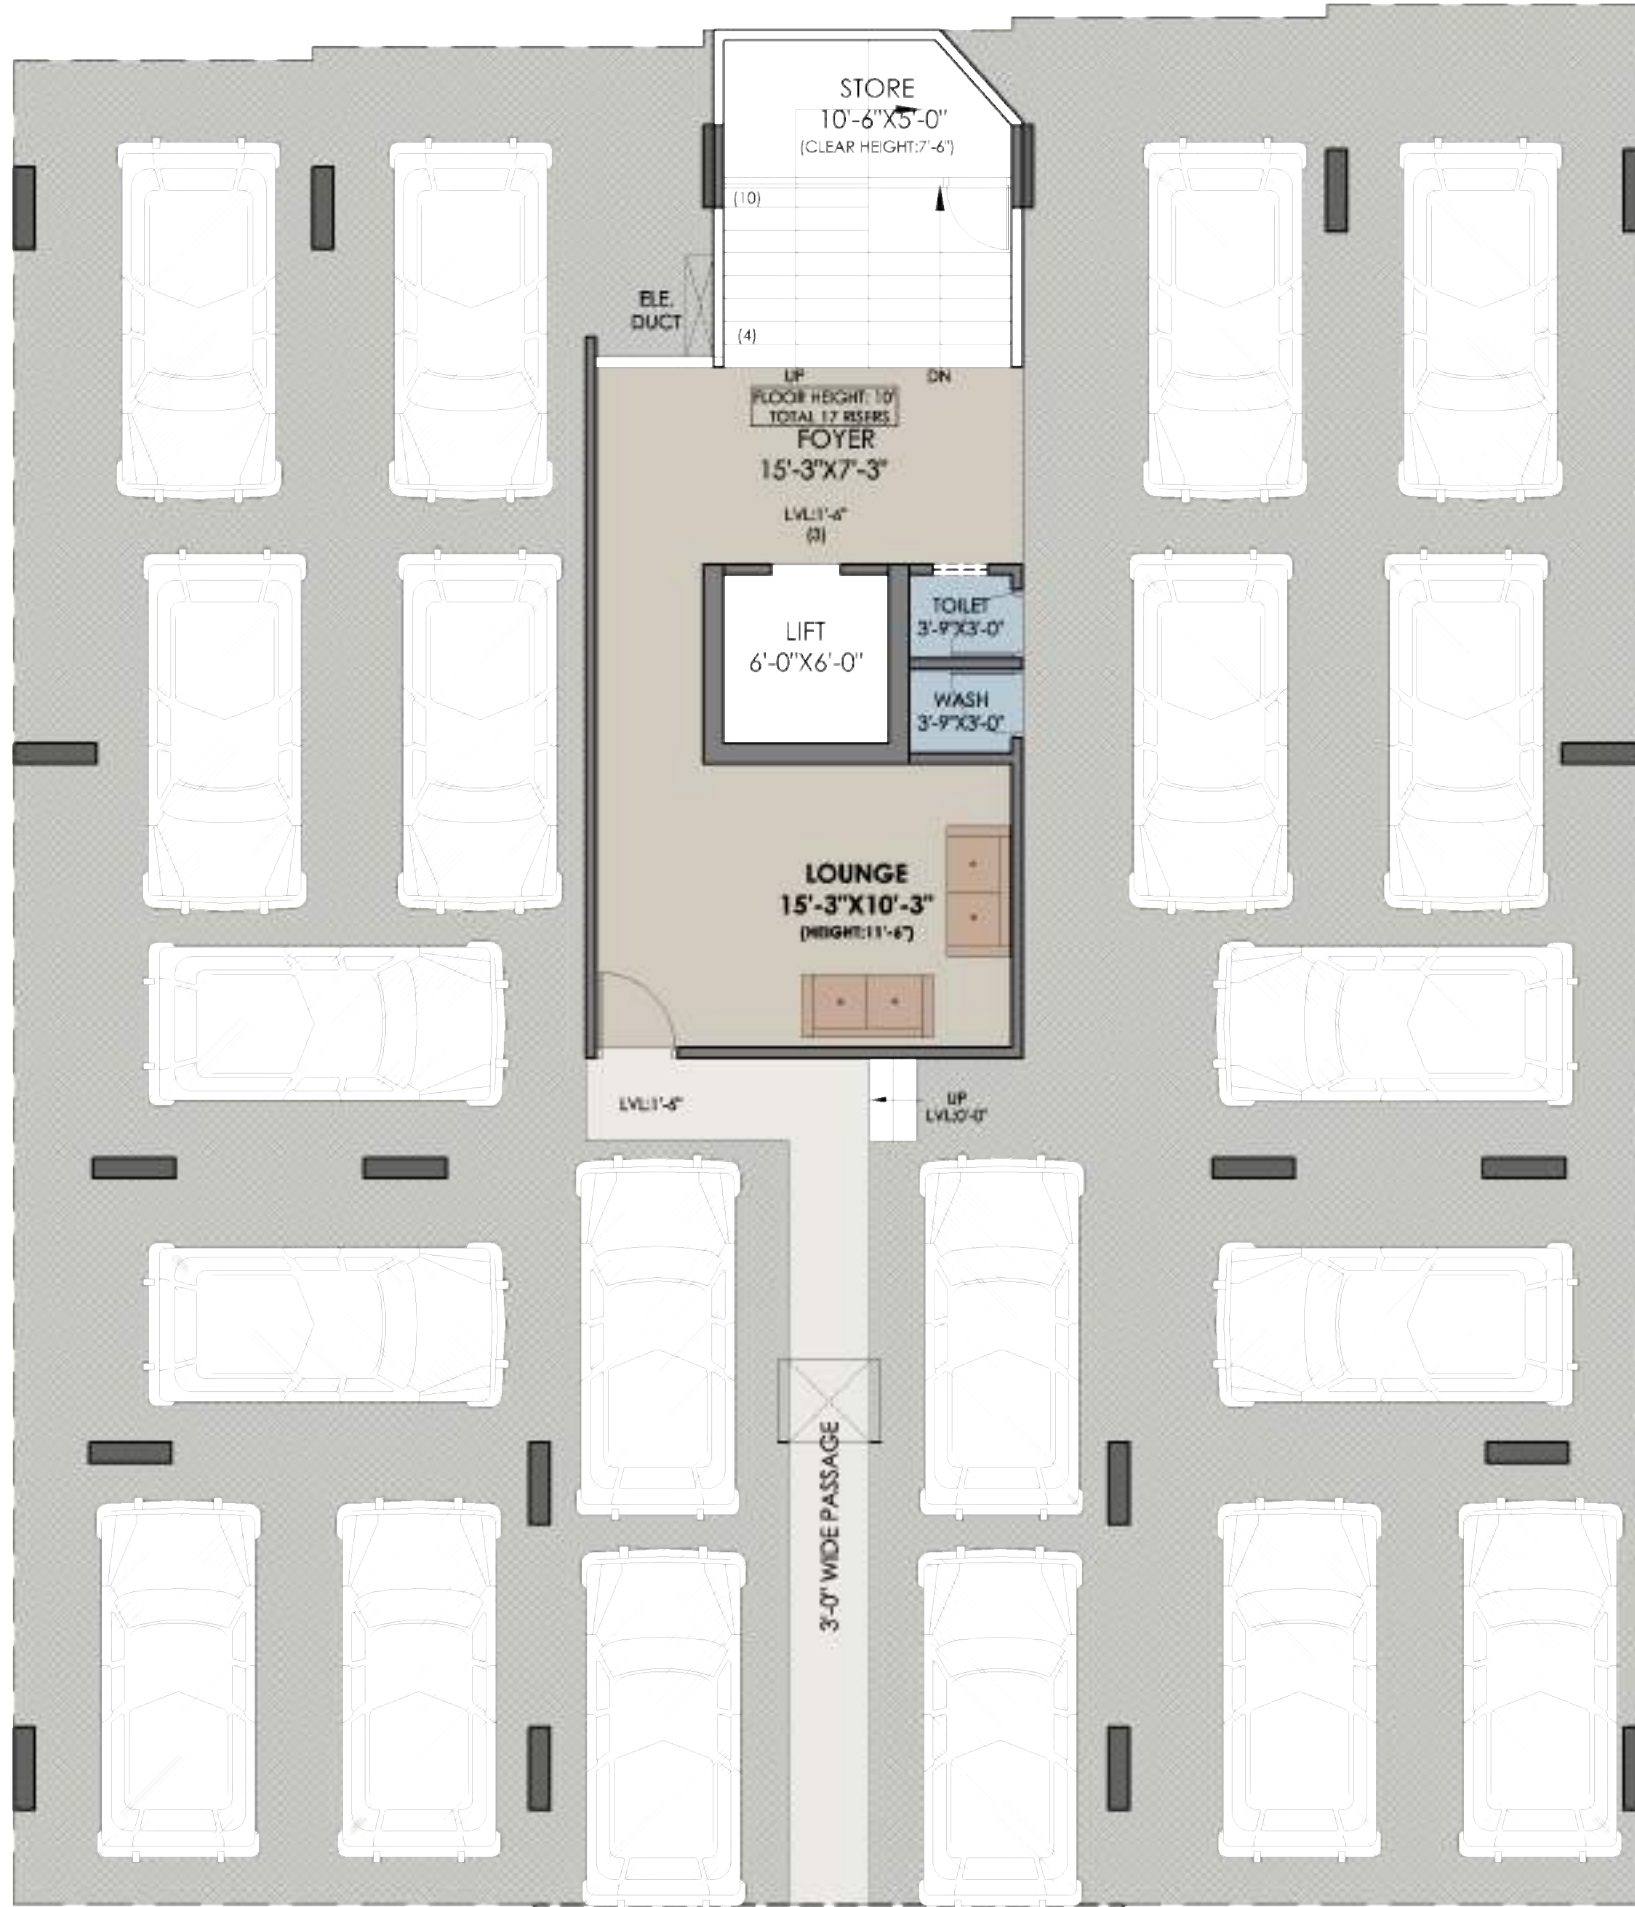 STORE
10'-6"X5'-0"
(CLEAR HEIGHT:7'-6")
(10)
ELE.
DUCT
(4)
UP
DN
FLOOR HEIGHT: 10'
TOTAL 17 RISERS
FOYER
15'-3"X7'-3"
LVL:1'-6"
(3)
TOILET
3'-9"X3'-0"
LIFT
6'-0"X6'-0"
WASH
3'-9"X3'-0"
LOUNGE
15'-3"X10'-3"
(HEIGHT:11'-6")
LVL:1'-6"
UP
LVL:0'-0"
3'-0" WIDE PASSAGE